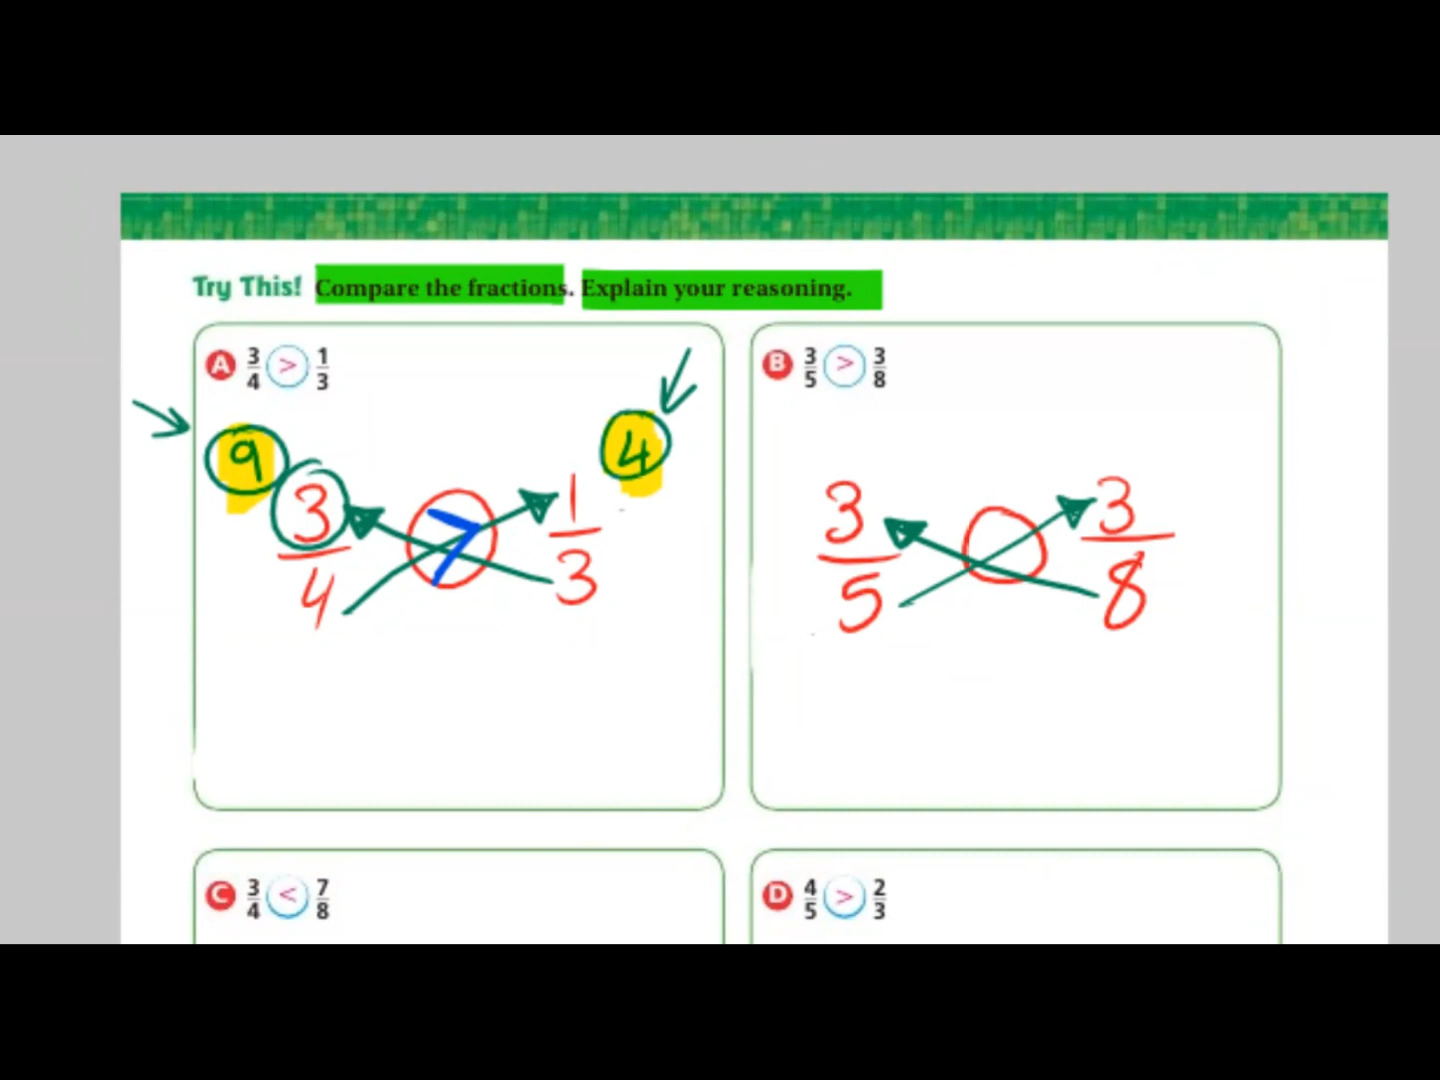 Try This! Compare the fractions. Explain your reasoning.
A 3/4 > 1/3
B 3/5 > 3/8
9
4
3/4 > 1/3
3/5 3/8
C 3/4 < 7/8
D 4/5 > 2/3